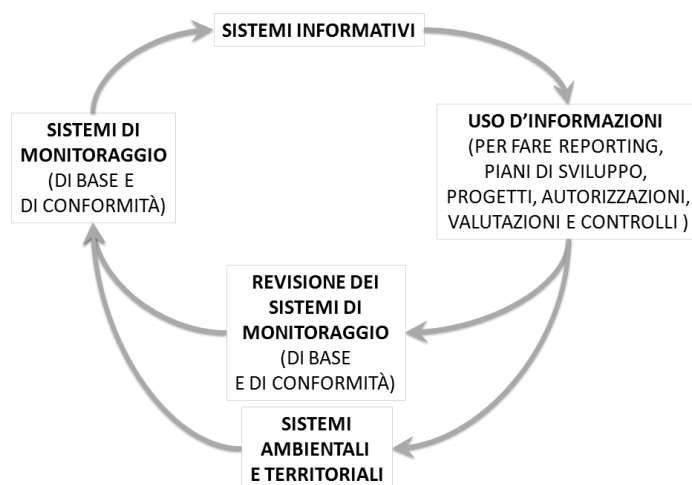 SISTEMI INFORMATIVI
SISTEMI DI
MONITORAGGIO
(DI BASE E
DI CONFORMITÀ)
USO D’INFORMAZIONI
(PER FARE REPORTING,
PIANI DI SVILUPPO,
PROGETTI, AUTORIZZAZIONI,
VALUTAZIONI E CONTROLLI )
REVISIONE DEI
SISTEMI DI
MONITORAGGIO
(DI BASE
E DI CONFORMITÀ)
SISTEMI
AMBIENTALI
E TERRITORIALI